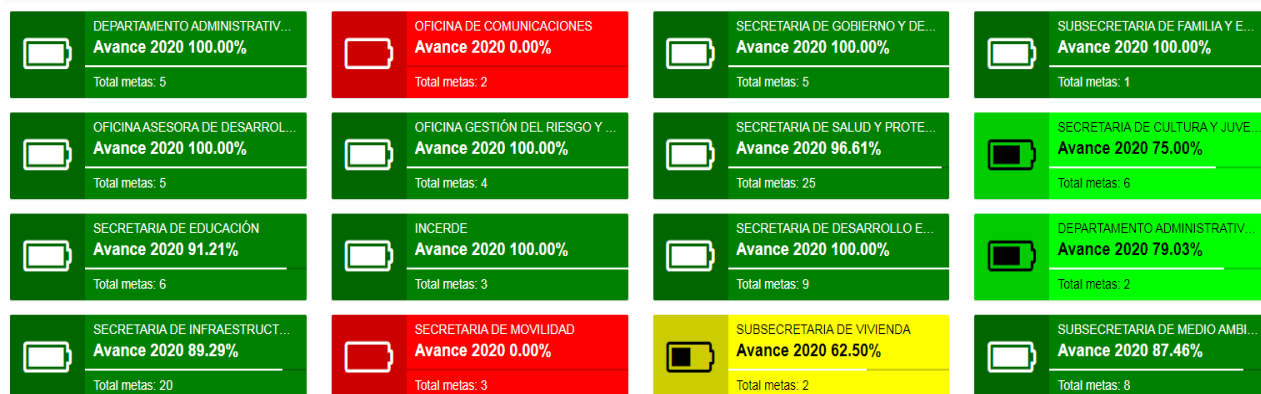 DEPARTAMENTO ADMINISTRATIV...
Avance 2020 100.00%
Total metas: 5
OFICINA DE COMUNICACIONES
Avance 2020 0.00%
Total metas: 2
SECRETARIA DE GOBIERNO Y DE...
Avance 2020 100.00%
Total metas: 5
SUBSECRETARIA DE FAMILIA Y E...
Avance 2020 100.00%
Total metas: 1
OFICINA ASESORA DE DESARROL...
Avance 2020 100.00%
Total metas: 5
OFICINA GESTIÓN DEL RIESGO Y ...
Avance 2020 100.00%
Total metas: 4
SECRETARIA DE SALUD Y PROTE...
Avance 2020 96.61%
Total metas: 25
SECRETARIA DE CULTURA Y JUVE...
Avance 2020 75.00%
Total metas: 6
SECRETARIA DE EDUCACIÓN
Avance 2020 91.21%
Total metas: 6
INCERDE
Avance 2020 100.00%
Total metas: 3
SECRETARIA DE DESARROLLO E...
Avance 2020 100.00%
Total metas: 9
DEPARTAMENTO ADMINISTRATIV...
Avance 2020 79.03%
Total metas: 2
SECRETARIA DE INFRAESTRUCT...
Avance 2020 89.29%
Total metas: 20
SECRETARIA DE MOVILIDAD
Avance 2020 0.00%
Total metas: 3
SUBSECRETARIA DE VIVIENDA
Avance 2020 62.50%
Total metas: 2
SUBSECRETARIA DE MEDIO AMBI...
Avance 2020 87.46%
Total metas: 8